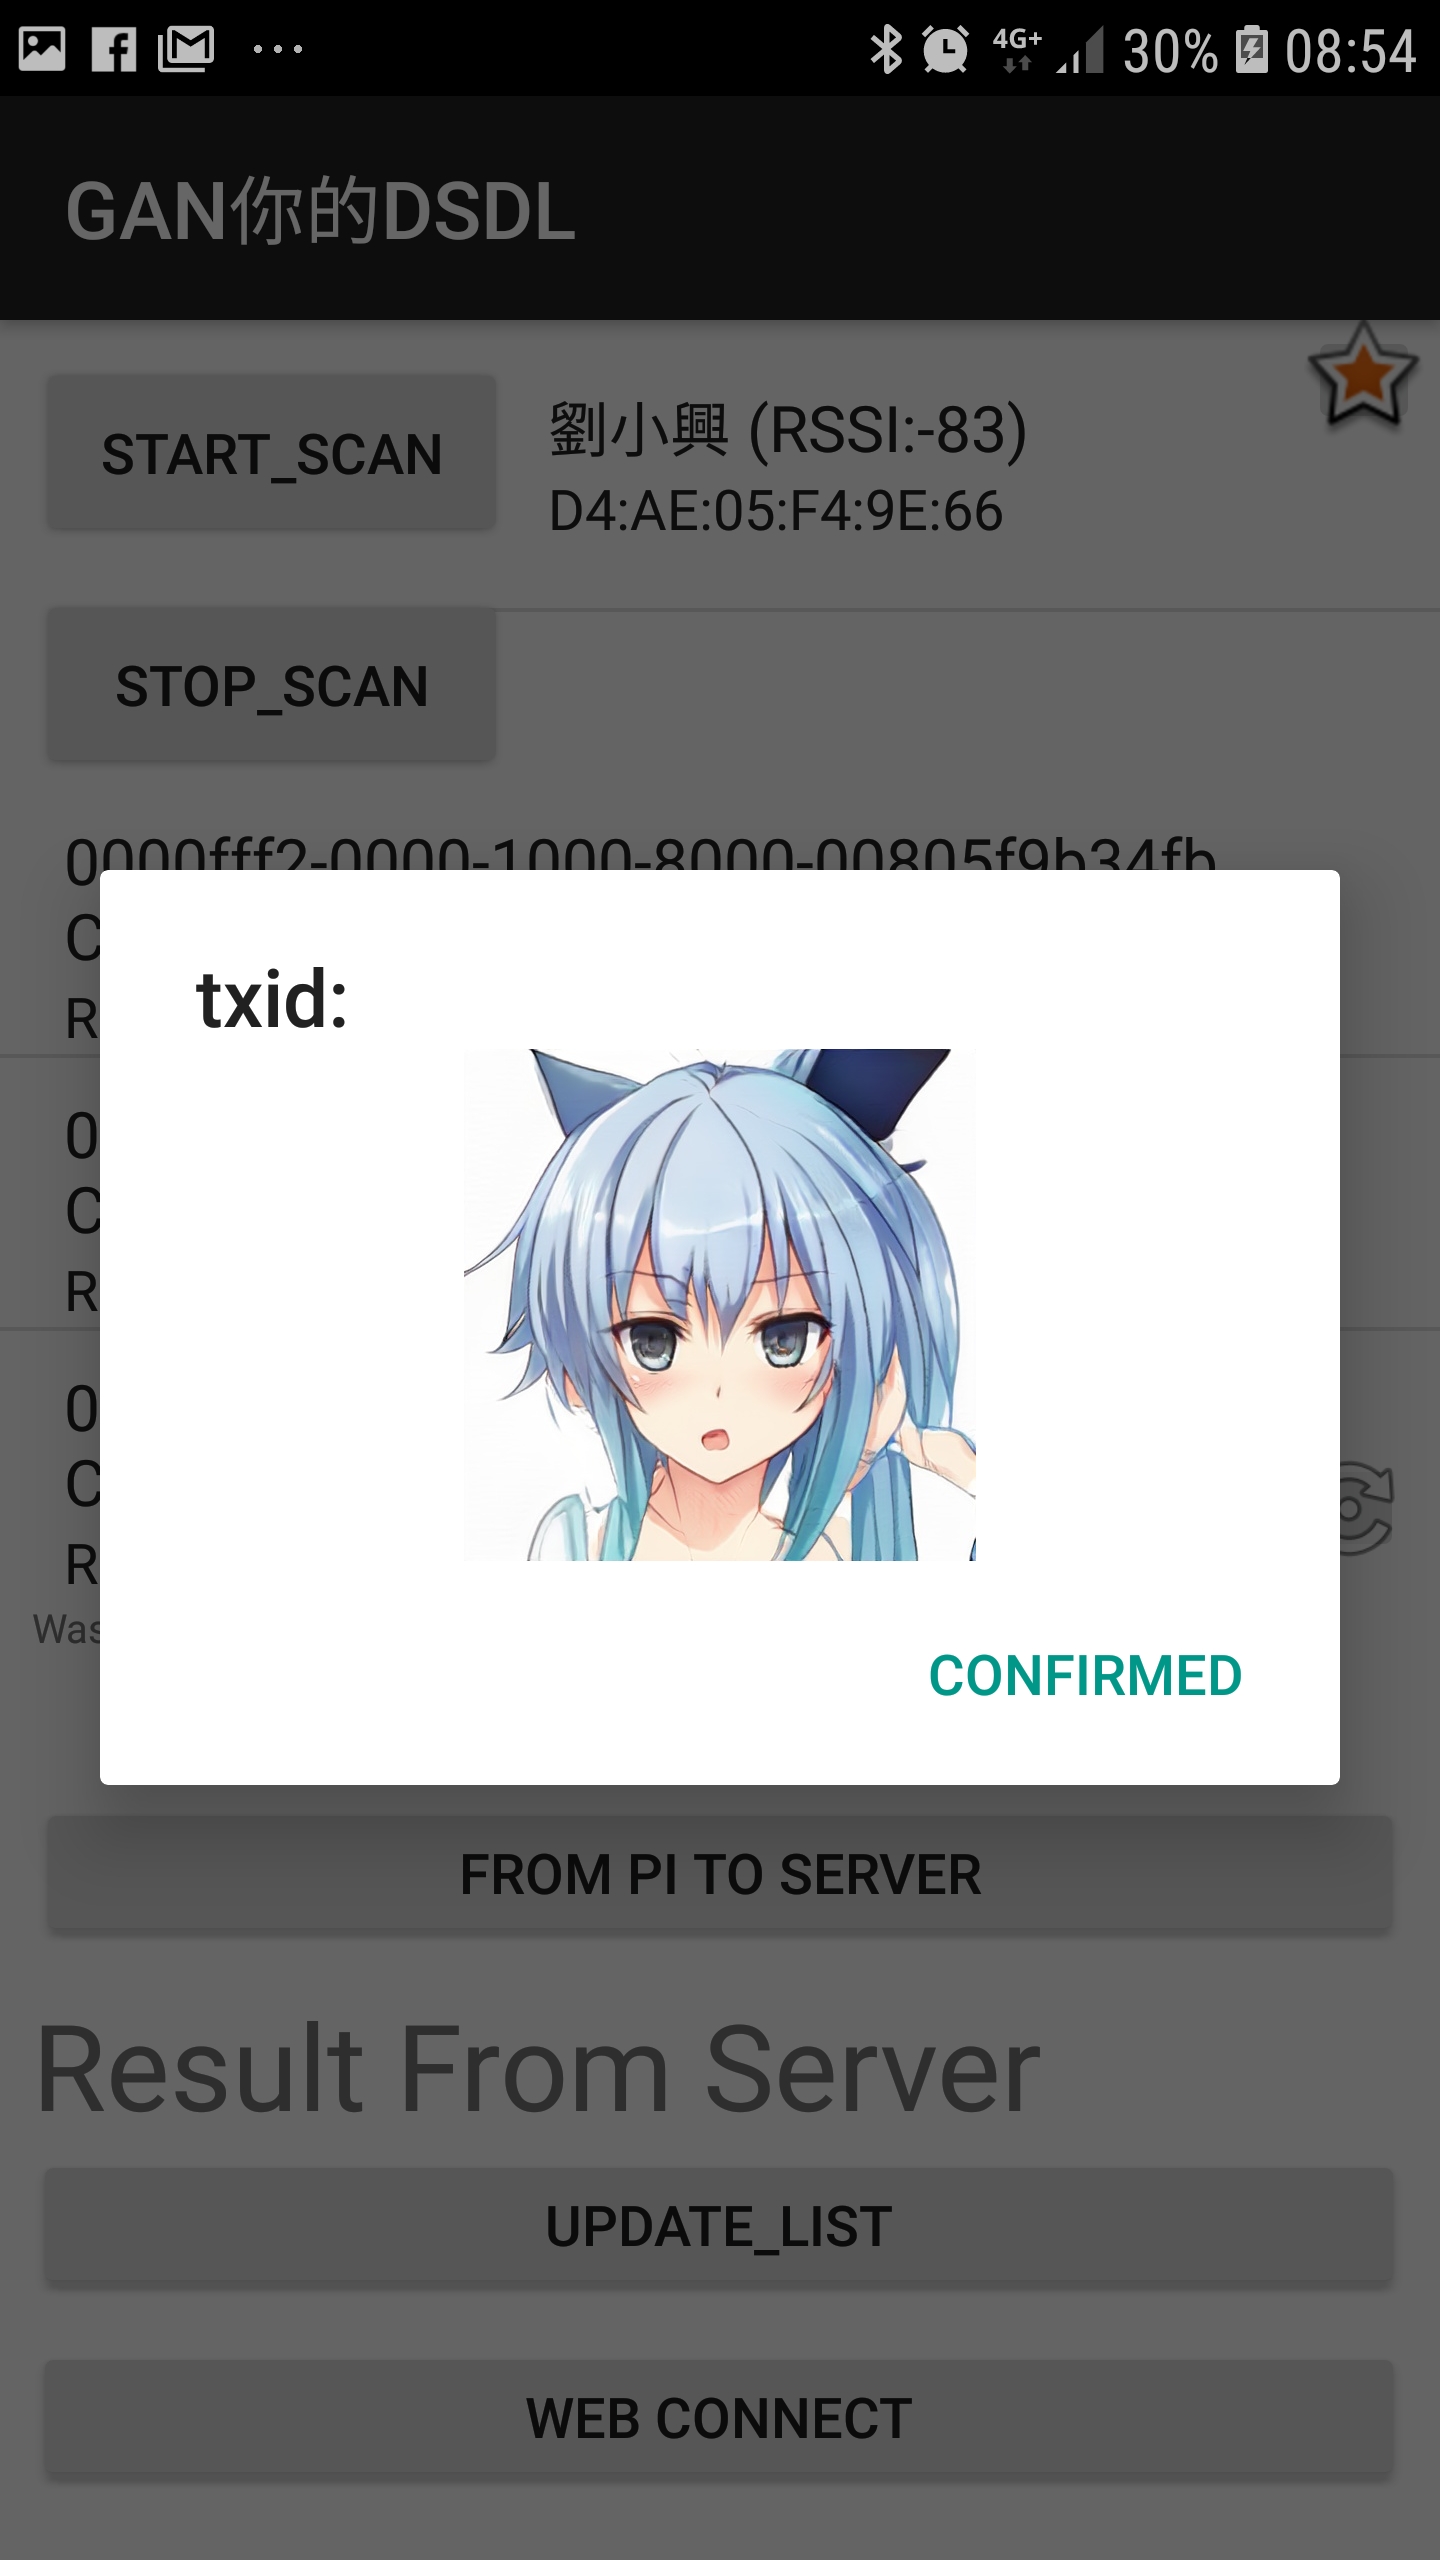 4G+ 30% 08:54
GAN你的DSDL
START_SCAN
劉小興 (RSSI:-83)
D4:AE:05:F4:9E:66
STOP_SCAN
0000fff2-0000-1000-8000-00805f9b34fb
C
R
txid:
0
C
R
0
C
R
Was
CONFIRMED
FROM PI TO SERVER
Result From Server
UPDATE_LIST
WEB CONNECT